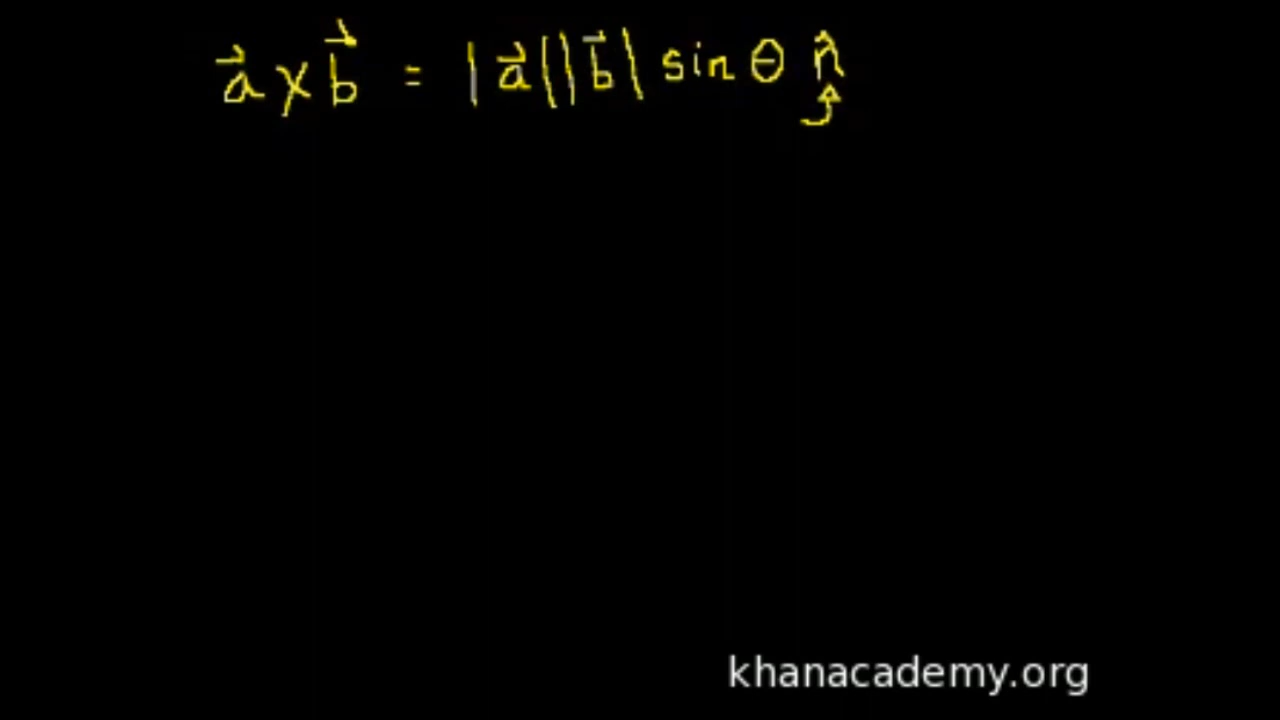 a⃗ × b⃗ = |a⃗||b⃗| sin θ n̂
khanacademy.org